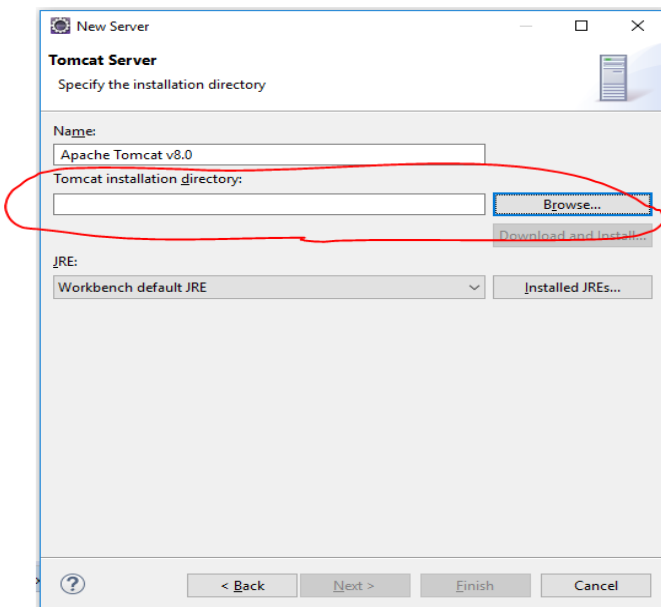 New Server
Tomcat Server
Specify the installation directory
Name:
Apache Tomcat v8.0
Tomcat installation directory:
Browse...
Download and Install...
JRE:
Workbench default JRE
Installed JREs...
?
< Back
Next >
Finish
Cancel